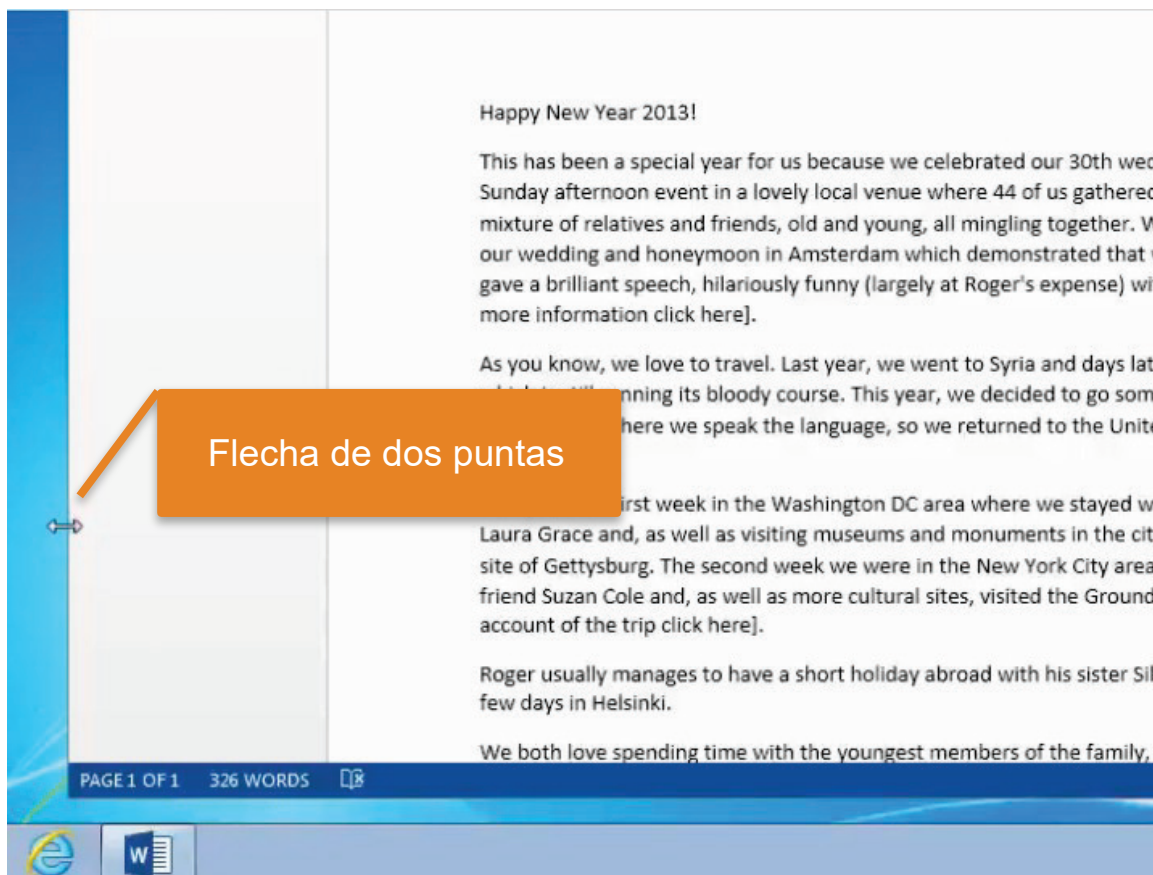 Happy New Year 2013!
This has been a special year for us because we celebrated our 30th
Sunday afternoon event in a lovely local venue where 44 of us gathered
mixture of relatives and friends, old and young, all mingling together.
our wedding and honeymoon in Amsterdam which demonstrated that
gave a brilliant speech, hilariously funny (largely at Roger's expense)
more information click here].
As you know, we love to travel. Last year, we went to Syria and days
its bloody course. This year, we decided to go
here we speak the language, so we returned to the
Flecha de dos puntas
first week in the Washington DC area where we stayed
Laura Grace and, as well as visiting museums and monuments in the
site of Gettysburg. The second week we were in the New York City area
friend Suzan Cole and, as well as more cultural sites, visited the Ground
account of the trip click here].
Roger usually manages to have a short holiday abroad with his sister
few days in Helsinki.
We both love spending time with the youngest members of the family,
PAGE 1 OF 1 326 WORDS
W